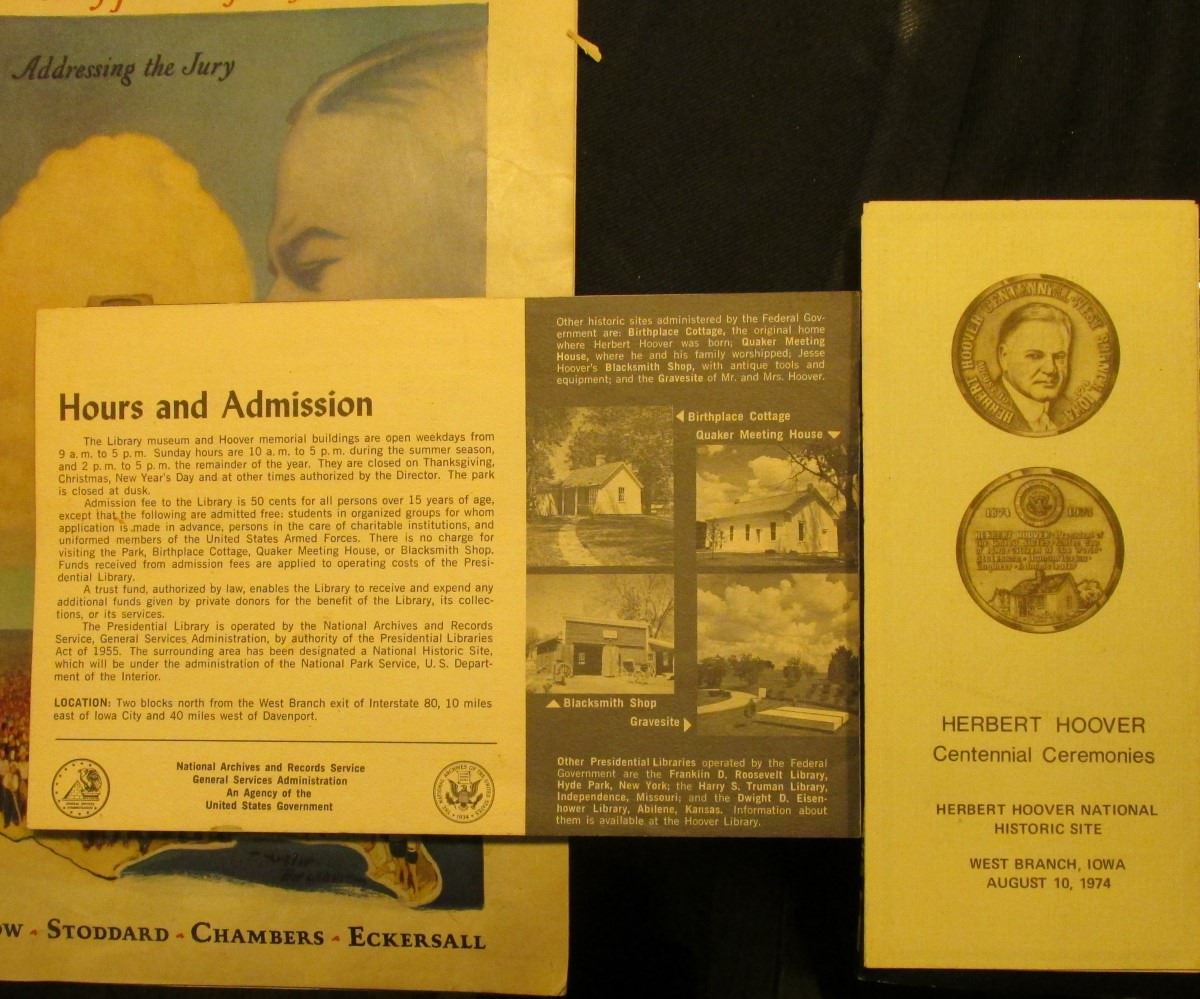 Addressing the Jury
Hours and Admission
The Library museum and Hoover memorial buildings are open weekdays from
9 a. m. to 5 p. m. Sunday hours are 10 a. m. to 5 p. m. during the summer season,
and 2 p. m. to 5 p. m. the remainder of the year. They are closed on Thanksgiving,
Christmas, New Year's Day and at other times authorized by the Director. The park
is closed at dusk.
Admission fee to the Library is 50 cents for all persons over 15 years of age,
except that the following are admitted free: students in organized groups for whom
application is made in advance, persons in the care of charitable institutions, and
uniformed members of the United States Armed Forces. There is no charge for
visiting the Park, Birthplace Cottage, Quaker Meeting House, or Blacksmith Shop.
Funds received from admission fees are applied to operating costs of the Presi-
dential Library.
A trust fund, authorized by law, enables the Library to receive and expend any
additional funds given by private donors for the benefit of the Library, its collec-
tions, or its services.
The Presidential Library is operated by the National Archives and Records
Service, General Services Administration, by authority of the Presidential Libraries
Act of 1955. The surrounding area has been designated a National Historic Site,
which will be under the administration of the National Park Service, U. S. Depart-
ment of the Interior.
LOCATION: Two blocks north from the West Branch exit of Interstate 80, 10 miles
east of Iowa City and 40 miles west of Davenport.
National Archives and Records Service
General Services Administration
An Agency of the
United States Government
Other historic sites administered by the Federal Gov-
ernment are: Birthplace Cottage, the original home
where Herbert Hoover was born; Quaker Meeting
House, where he and his family worshipped; Jesse
Hoover's Blacksmith Shop, with antique tools and
equipment; and the Gravesite of Mr. and Mrs. Hoover.
Birthplace Cottage
Quaker Meeting House
Blacksmith Shop
Gravesite
Other Presidential Libraries operated by the Federal
Government are the Franklin D. Roosevelt Library,
Hyde Park, New York; the Harry S. Truman Library,
Independence, Missouri; and the Dwight D. Eisen-
hower Library, Abilene, Kansas. Information about
them is available at the Hoover Library.
HERBERT HOOVER CENTENNIAL WEST BRANCH, IOWA
1874 1974
HERBERT HOOVER
HERBERT HOOVER
Centennial Ceremonies
HERBERT HOOVER NATIONAL
HISTORIC SITE
WEST BRANCH, IOWA
AUGUST 10, 1974
OW - STODDARD - CHAMBERS - ECKERSALL